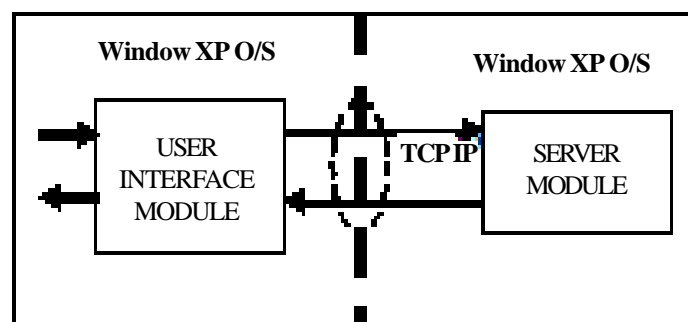 Window XP O/S
Window XP O/S
USER
INTERFACE
MODULE
TCP IP
SERVER
MODULE